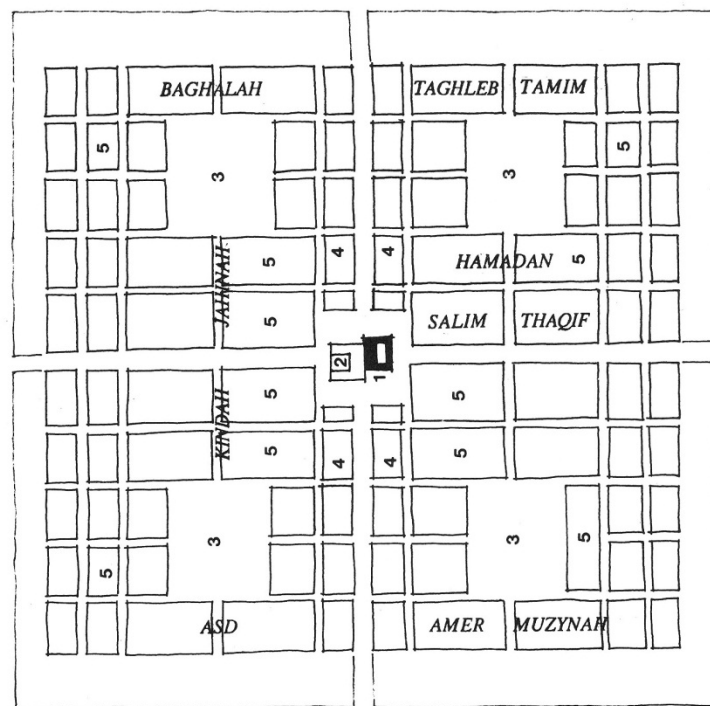 BAGHALAH TAGHLEB TAMIM
5 5
3 3
JAHNNAH 5 4 4 HAMADAN 5
5 SALIM THAQIF
2 1
KINDAH 5 5
5 4 4 5
3 3 5
5
ASD AMER MUZYNAH